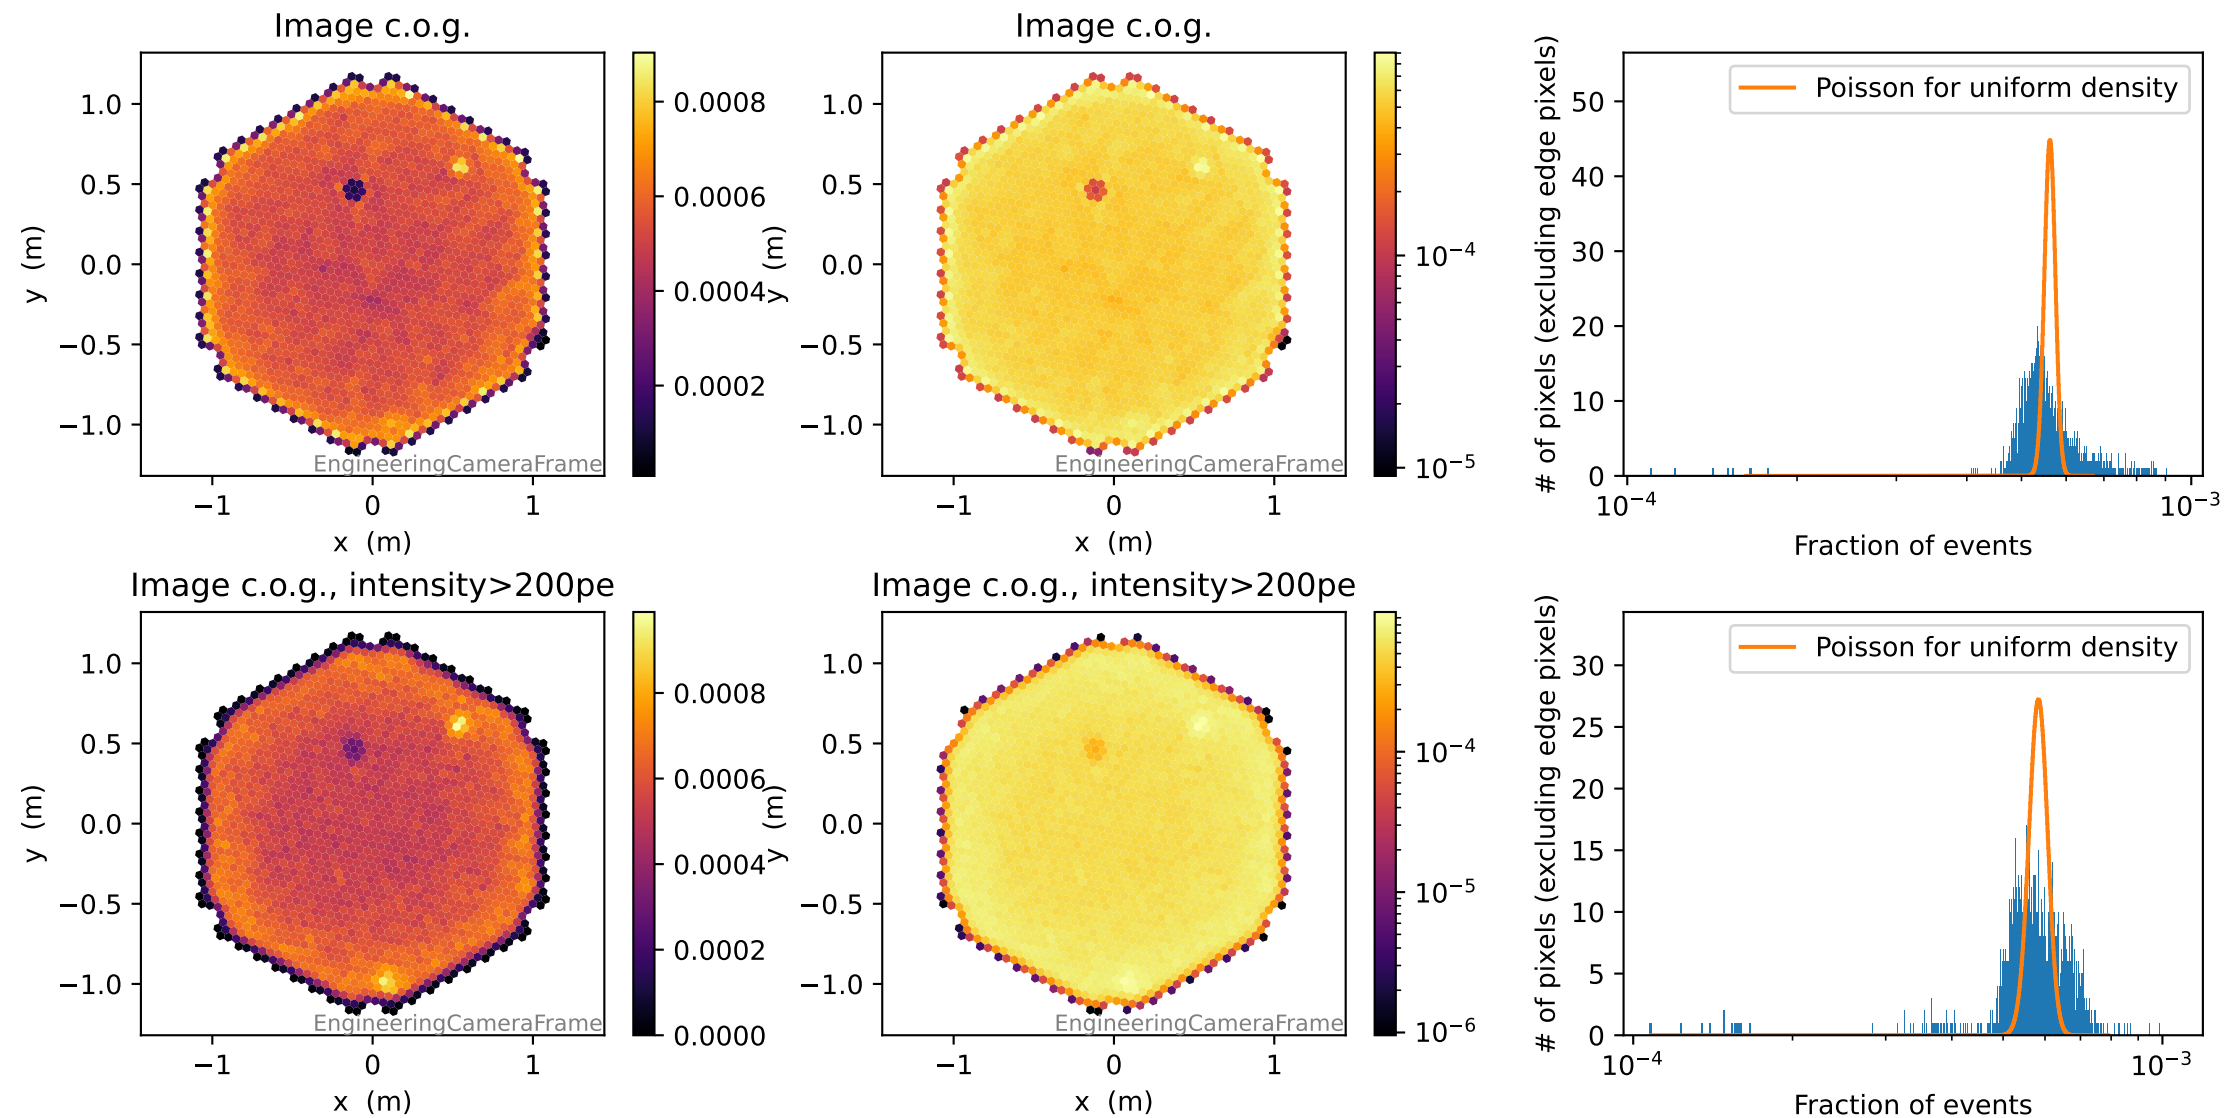 Image c.o.g.
y  (m)
1.0
0.5
0.0
−0.5
−1.0
−1
0
1
x  (m)
EngineeringCameraFrame
0.0008
0.0006
0.0004
0.0002
Image c.o.g.
y  (m)
1.0
0.5
0.0
−0.5
−1.0
−1
0
1
x  (m)
EngineeringCameraFrame
10⁻⁴
10⁻⁵
# of pixels (excluding edge pixels)
50
40
30
20
10
0
Poisson for uniform density
10⁻⁴
10⁻³
Fraction of events
Image c.o.g., intensity>200pe
y  (m)
1.0
0.5
0.0
−0.5
−1.0
−1
0
1
x  (m)
EngineeringCameraFrame
0.0008
0.0006
0.0004
0.0002
0.0000
Image c.o.g., intensity>200pe
y  (m)
1.0
0.5
0.0
−0.5
−1.0
−1
0
1
x  (m)
EngineeringCameraFrame
10⁻⁴
10⁻⁵
10⁻⁶
# of pixels (excluding edge pixels)
30
25
20
15
10
5
0
Poisson for uniform density
10⁻⁴
10⁻³
Fraction of events